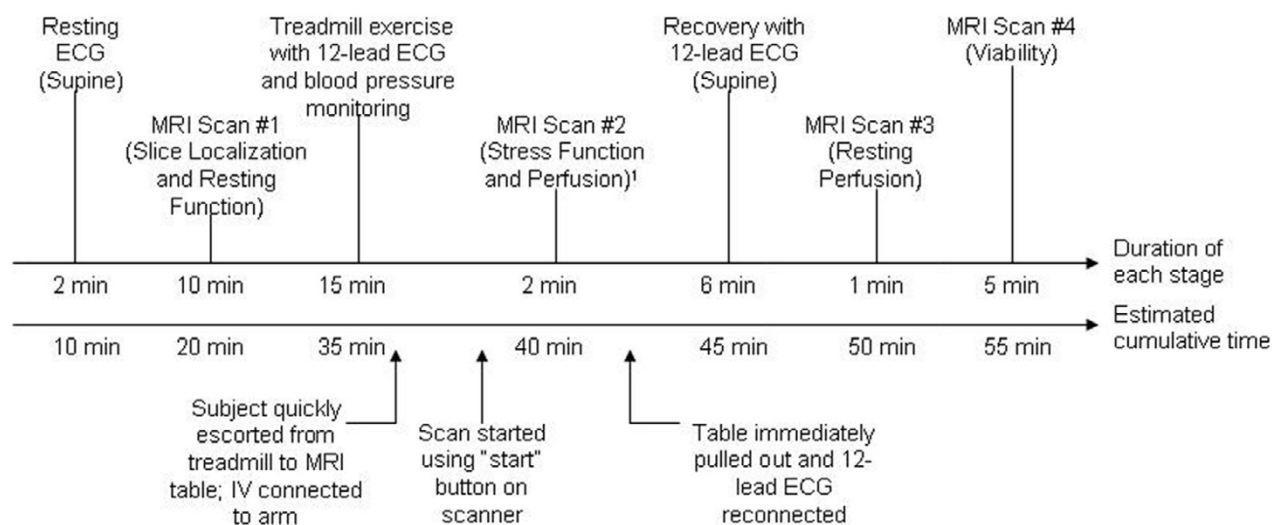 Resting
ECG
(Supine)
Treadmill exercise
with 12-lead ECG
and blood pressure
monitoring
Recovery with
12-lead ECG
(Supine)
MRI Scan #4
(Viability)
MRI Scan #1
(Slice Localization
and Resting
Function)
MRI Scan #2
(Stress Function
and Perfusion)¹
MRI Scan #3
(Resting
Perfusion)
2 min
10 min
15 min
2 min
6 min
1 min
5 min
Duration of
each stage
10 min
20 min
35 min
40 min
45 min
50 min
55 min
Estimated
cumulative time
Subject quickly
escorted from
treadmill to MRI
table; IV connected
to arm
Scan started
using "start"
button on
scanner
Table immediately
pulled out and 12-
lead ECG
reconnected